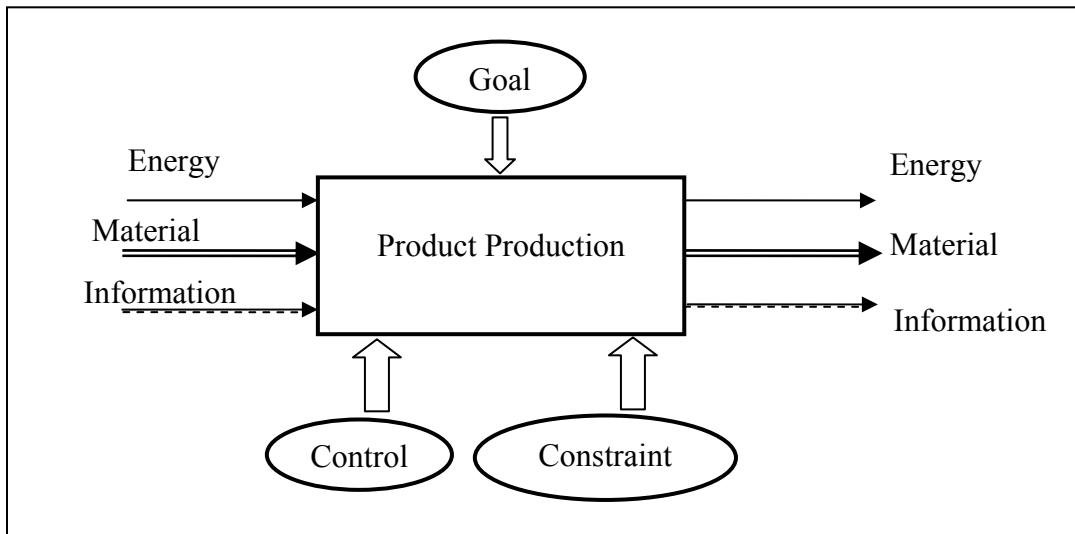 Goal
Energy
Energy
Material
Product Production
Material
Information
Information
Control
Constraint